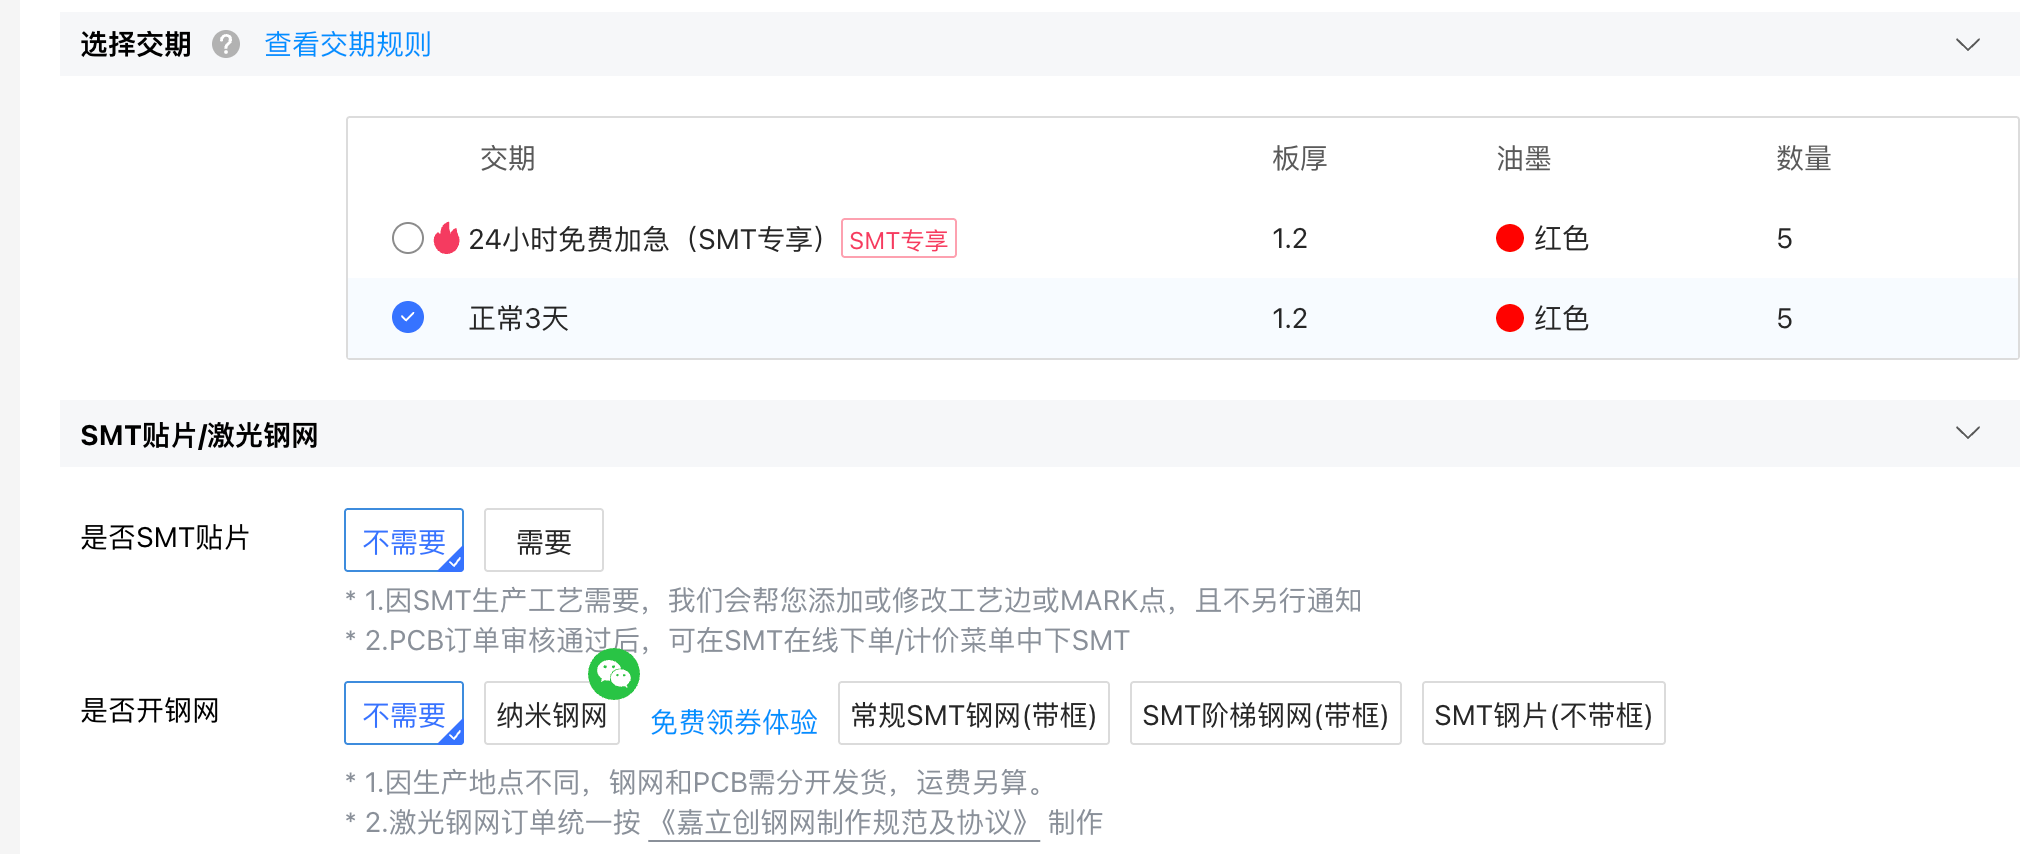 选择交期 ? 查看交期规则
交期 板厚 油墨 数量
24小时免费加急（SMT专享） SMT专享 1.2 红色 5
正常3天 1.2 红色 5
SMT贴片/激光钢网
是否SMT贴片 不需要 需要
* 1.因SMT生产工艺需要，我们会帮您添加或修改工艺边或MARK点，且不另行通知
* 2.PCB订单审核通过后，可在SMT在线下单/计价菜单中下SMT
是否开钢网 不需要 纳米钢网 免费领券体验 常规SMT钢网(带框) SMT阶梯钢网(带框) SMT钢片(不带框)
* 1.因生产地点不同，钢网和PCB需分开发货，运费另算。
* 2.激光钢网订单统一按《嘉立创钢网制作规范及协议》 制作